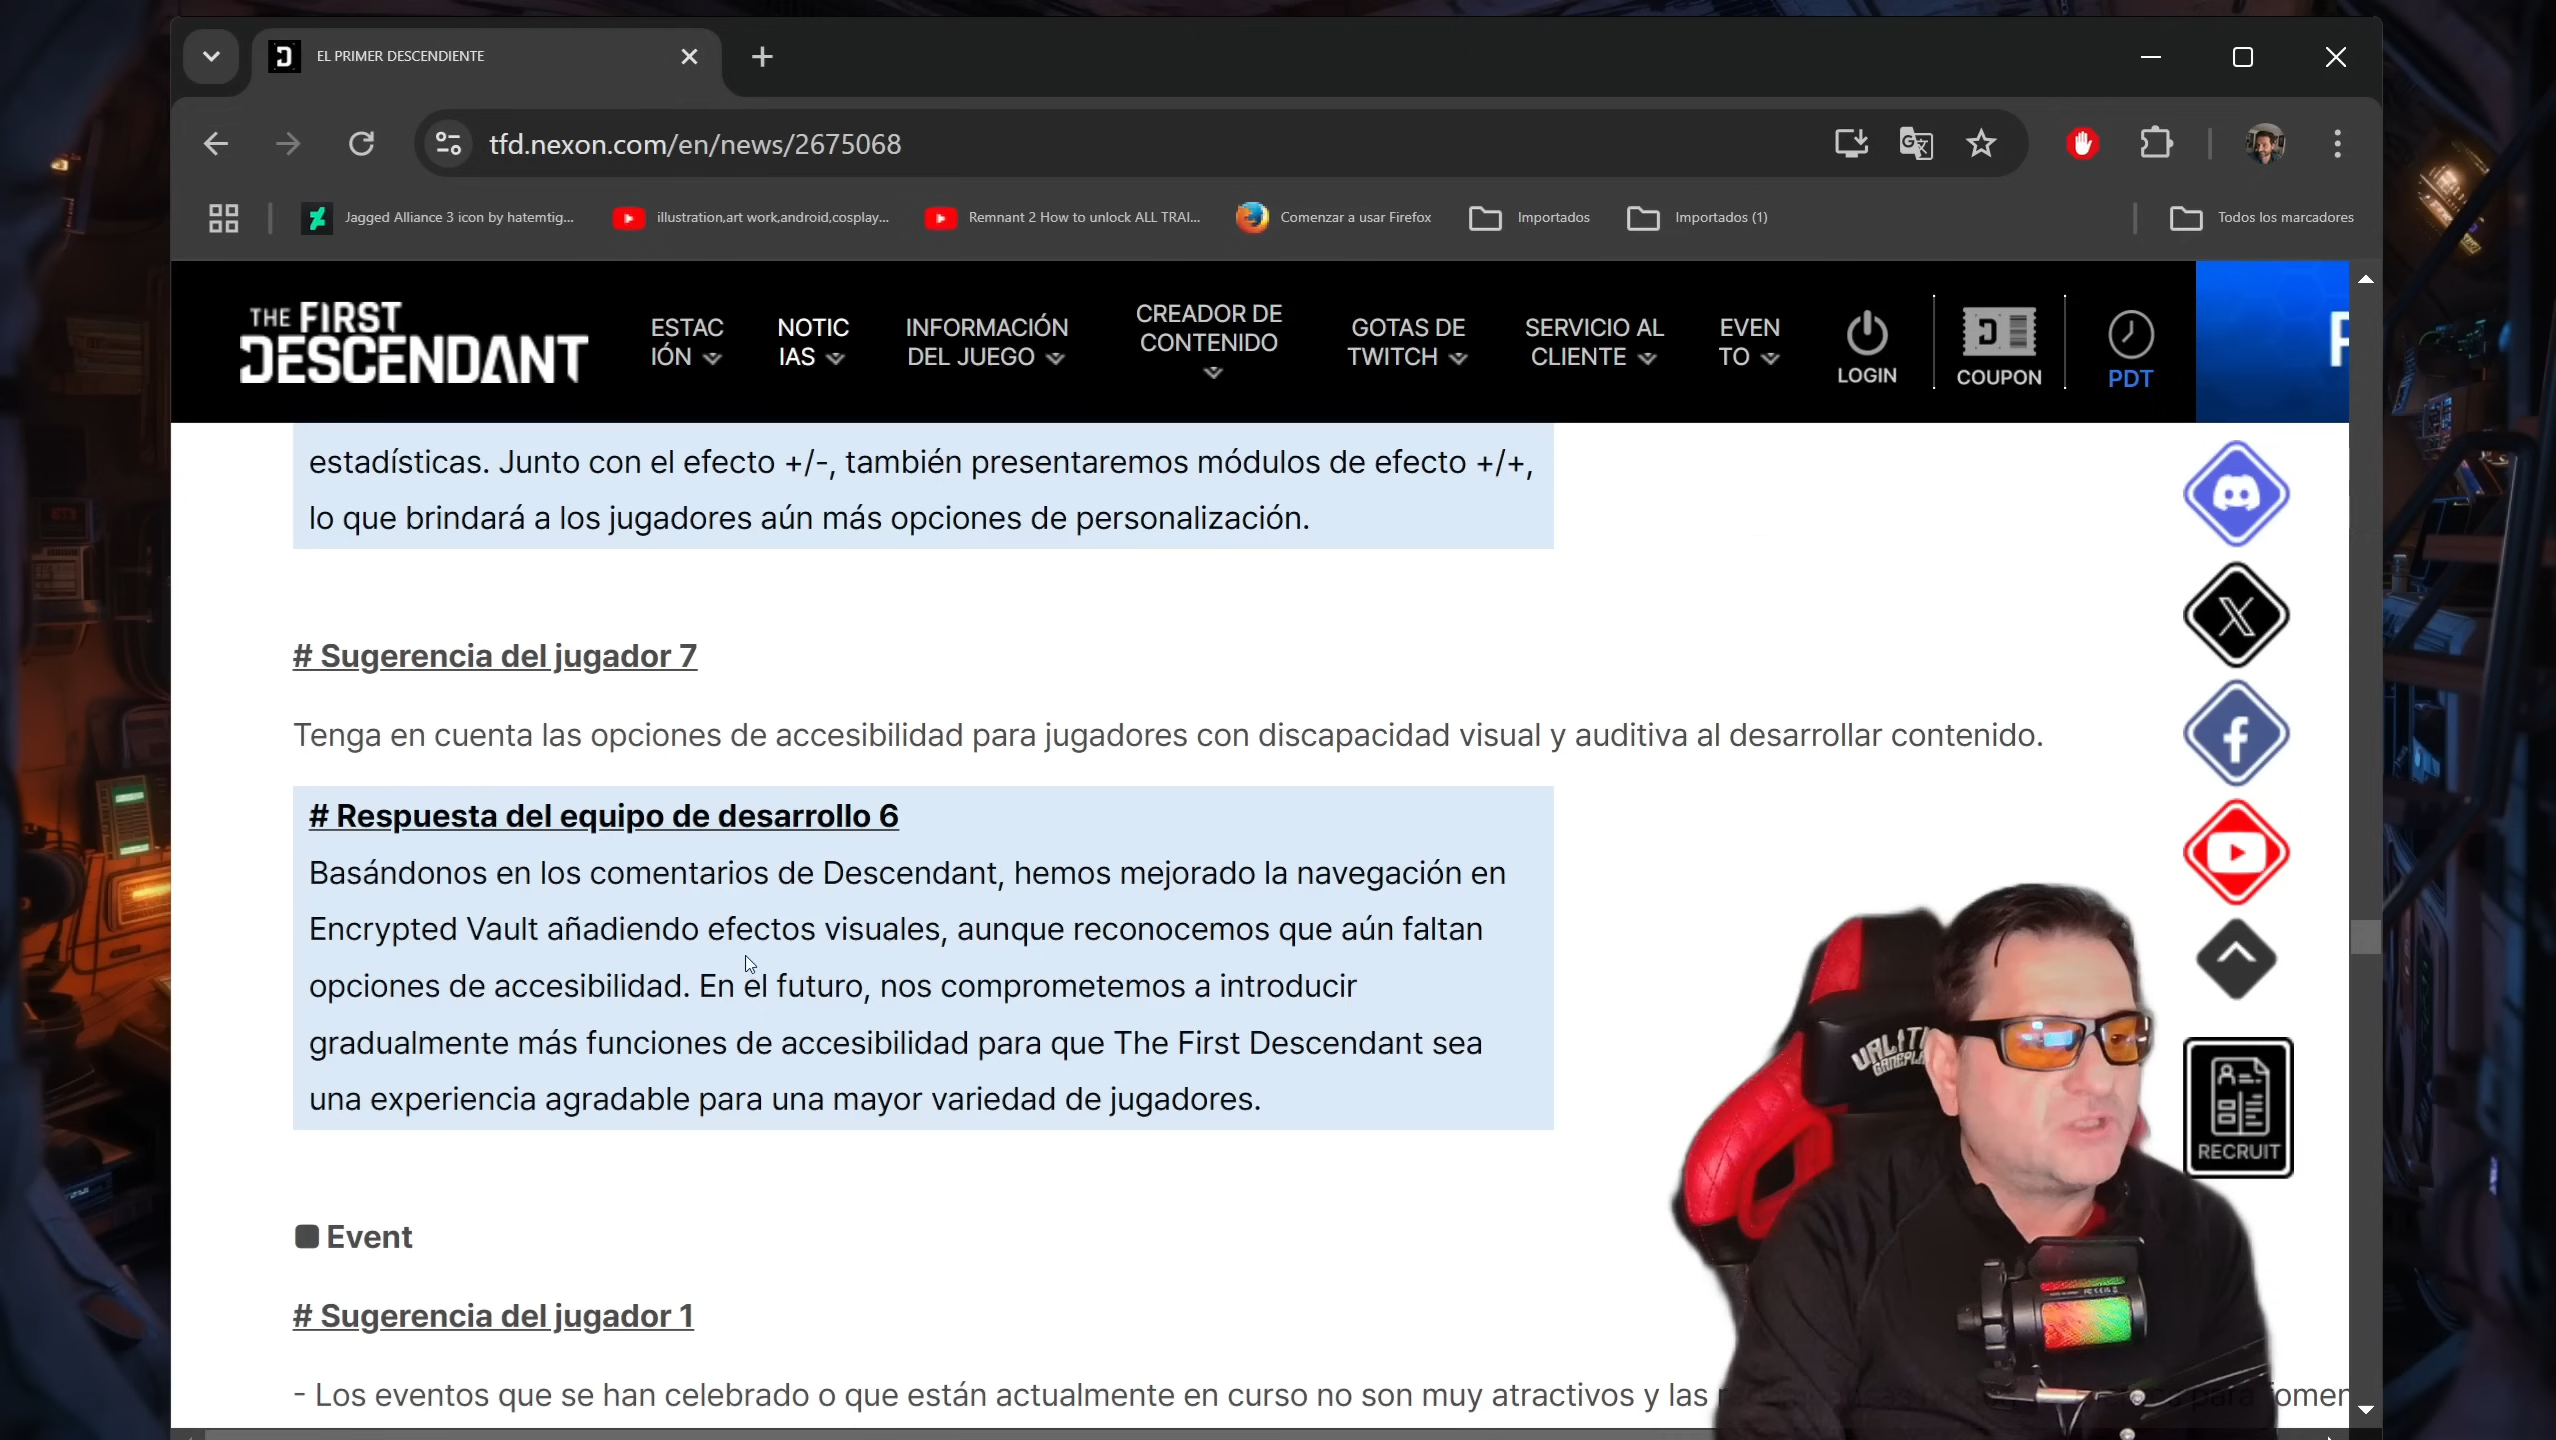 EL PRIMER DESCENDIENTE
tfd.nexon.com/en/news/2675068
Jagged Alliance 3 icon by hatemtig...
illustration,art work,android,cosplay...
Remnant 2 How to unlock ALL TRAI...
Comenzar a usar Firefox
Importados
Importados (1)
Todos los marcadores
THE FIRST
DESCENDANT
ESTAC
IÓN
NOTIC
IAS
INFORMACIÓN
DEL JUEGO
CREADOR DE
CONTENIDO
GOTAS DE
TWITCH
SERVICIO AL
CLIENTE
EVEN
TO
LOGIN
COUPON
PDT
estadísticas. Junto con el efecto +/-, también presentaremos módulos de efecto +/+,
lo que brindará a los jugadores aún más opciones de personalización.
# Sugerencia del jugador 7
Tenga en cuenta las opciones de accesibilidad para jugadores con discapacidad visual y auditiva al desarrollar contenido.
# Respuesta del equipo de desarrollo 6
Basándonos en los comentarios de Descendant, hemos mejorado la navegación en
Encrypted Vault añadiendo efectos visuales, aunque reconocemos que aún faltan
opciones de accesibilidad. En el futuro, nos comprometemos a introducir
gradualmente más funciones de accesibilidad para que The First Descendant sea
una experiencia agradable para una mayor variedad de jugadores.
Event
# Sugerencia del jugador 1
- Los eventos que se han celebrado o que están actualmente en curso no son muy atractivos y las
RECRUIT